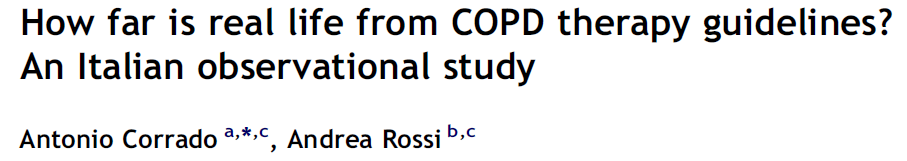 How far is real life from COPD therapy guidelines?
An Italian observational study
Antonio Corrado a,*,c, Andrea Rossi b,c